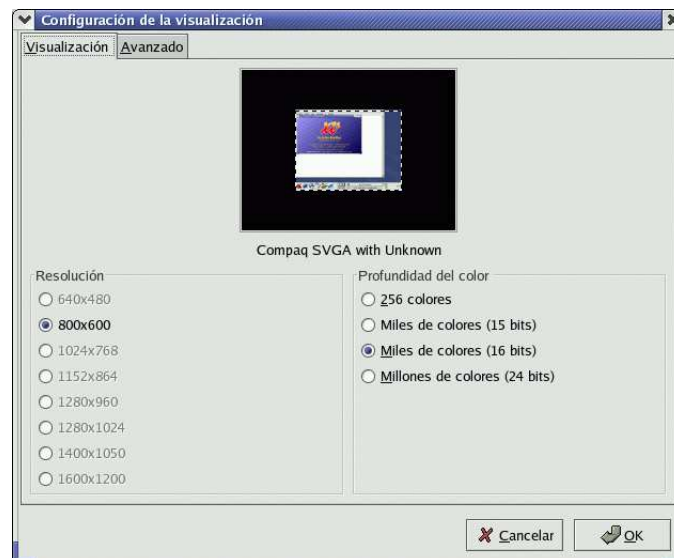 Configuración de la visualización
Visualización
Avanzado
Compaq SVGA with Unknown
Resolución
640x480
800x600
1024x768
1152x864
1280x960
1280x1024
1400x1050
1600x1200
Profundidad del color
256 colores
Miles de colores (15 bits)
Miles de colores (16 bits)
Millones de colores (24 bits)
Cancelar
OK